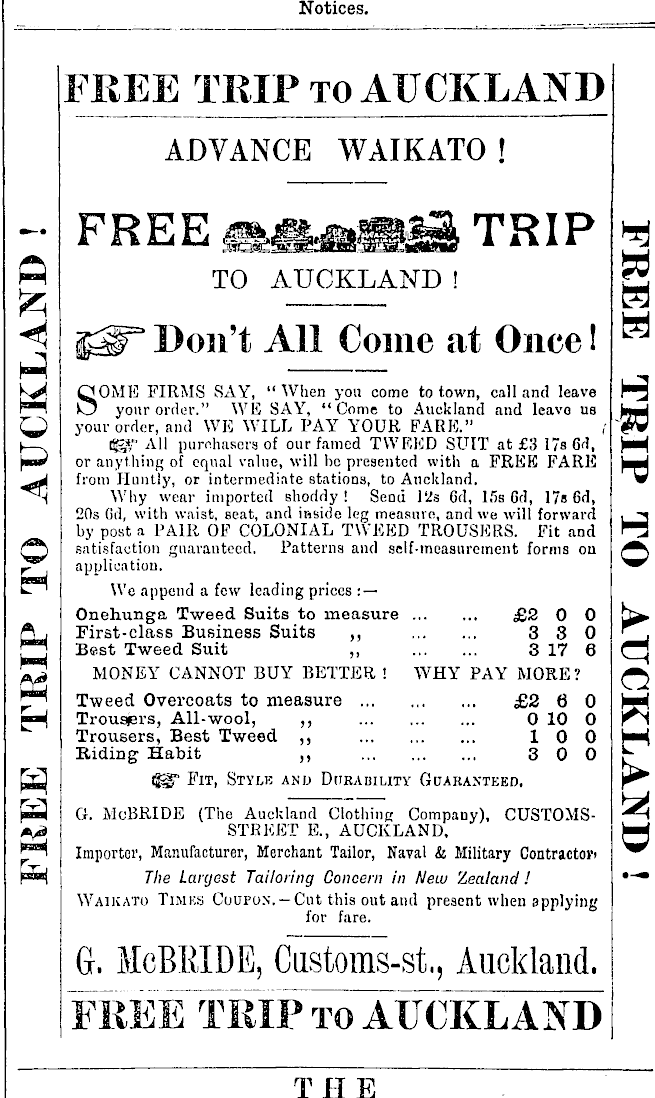 Notices.
FREE TRIP TO AUCKLAND
ADVANCE WAIKATO !
FREE TRIP
TO AUCKLAND !
Don't All Come at Once!
SOME FIRMS SAY, "When you come to town, call and leave
your order." WE SAY, "Come to Auckland and leave us
your order, and WE WILL PAY YOUR FARE."
All purchasers of our famed TWEED SUIT at £3 17s 6d,
or anything of equal value, will be presented with a FREE FARE
from Huntly, or intermediate stations, to Auckland.
Why wear imported shoddy ! Send 12s 6d, 15s 6d, 17s 6d,
20s 6d, with waist, seat, and inside leg measure, and we will forward
by post a PAIR OF COLONIAL TWEED TROUSERS. Fit and
satisfaction guaranteed. Patterns and self-measurement forms on
application.
We append a few leading prices :—
Onehunga Tweed Suits to measure ... ... £2 0 0
First-class Business Suits ,, ... ... 3 3 0
Best Tweed Suit ,, ... ... 3 17 6
MONEY CANNOT BUY BETTER ! WHY PAY MORE ?
Tweed Overcoats to measure ... ... ... £2 6 0
Trousers, All-wool, ,, ... ... ... 0 10 0
Trousers, Best Tweed ,, ... ... ... 1 0 0
Riding Habit ,, ... ... ... 3 0 0
FIT, STYLE AND DURABILITY GUARANTEED.
G. McBRIDE (The Auckland Clothing Company), CUSTOMS-
STREET E., AUCKLAND,
Importer, Manufacturer, Merchant Tailor, Naval & Military Contractor,
The Largest Tailoring Concern in New Zealand !
WAIKATO TIMES COUPON.—Cut this out and present when applying
for fare.
G. McBRIDE, Customs-st., Auckland.
FREE TRIP TO AUCKLAND
FREE TRIP TO AUCKLAND!
FREE TRIP TO AUCKLAND!
THE